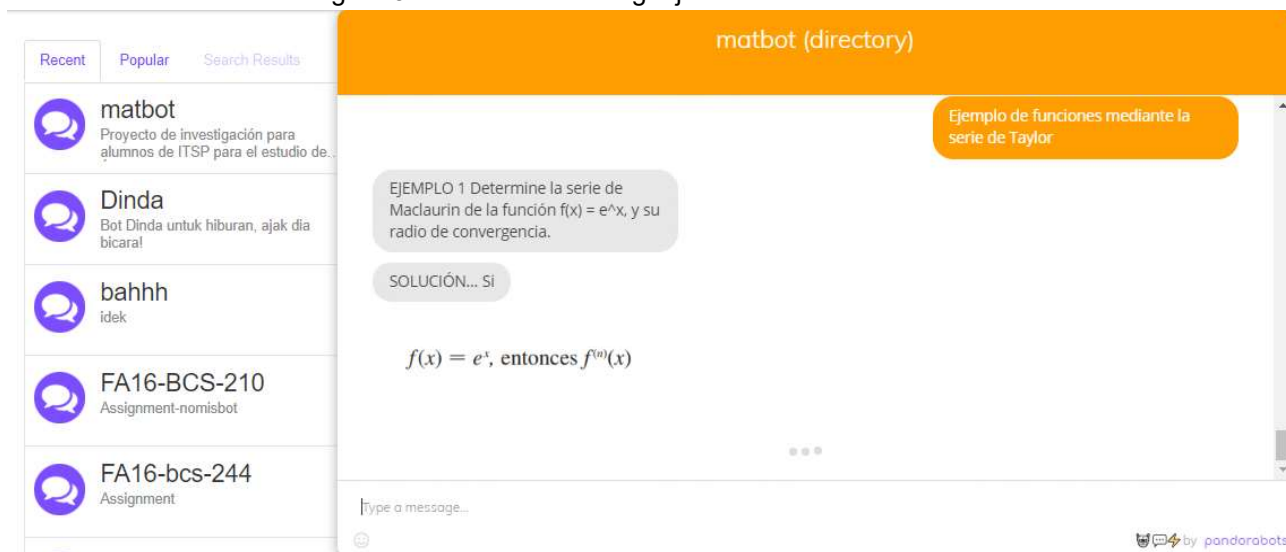 Recent
Popular
Search Results
matbot
Proyecto de investigación para
alumnos de ITSP para el estudio de..
Dinda
Bot Dinda untuk hiburan, ajak dia
bicara!
bahhh
idek
FA16-BCS-210
Assignment-nomisbot
FA16-bcs-244
Assignment
matbot (directory)
Ejemplo de funciones mediante la
serie de Taylor
EJEMPLO 1 Determine la serie de
Maclaurin de la función f(x) = e^x, y su
radio de convergencia.
SOLUCIÓN... Si
f(x) = eˣ, entonces f⁽ⁿ⁾(x)
Type a message...
by pandorabots